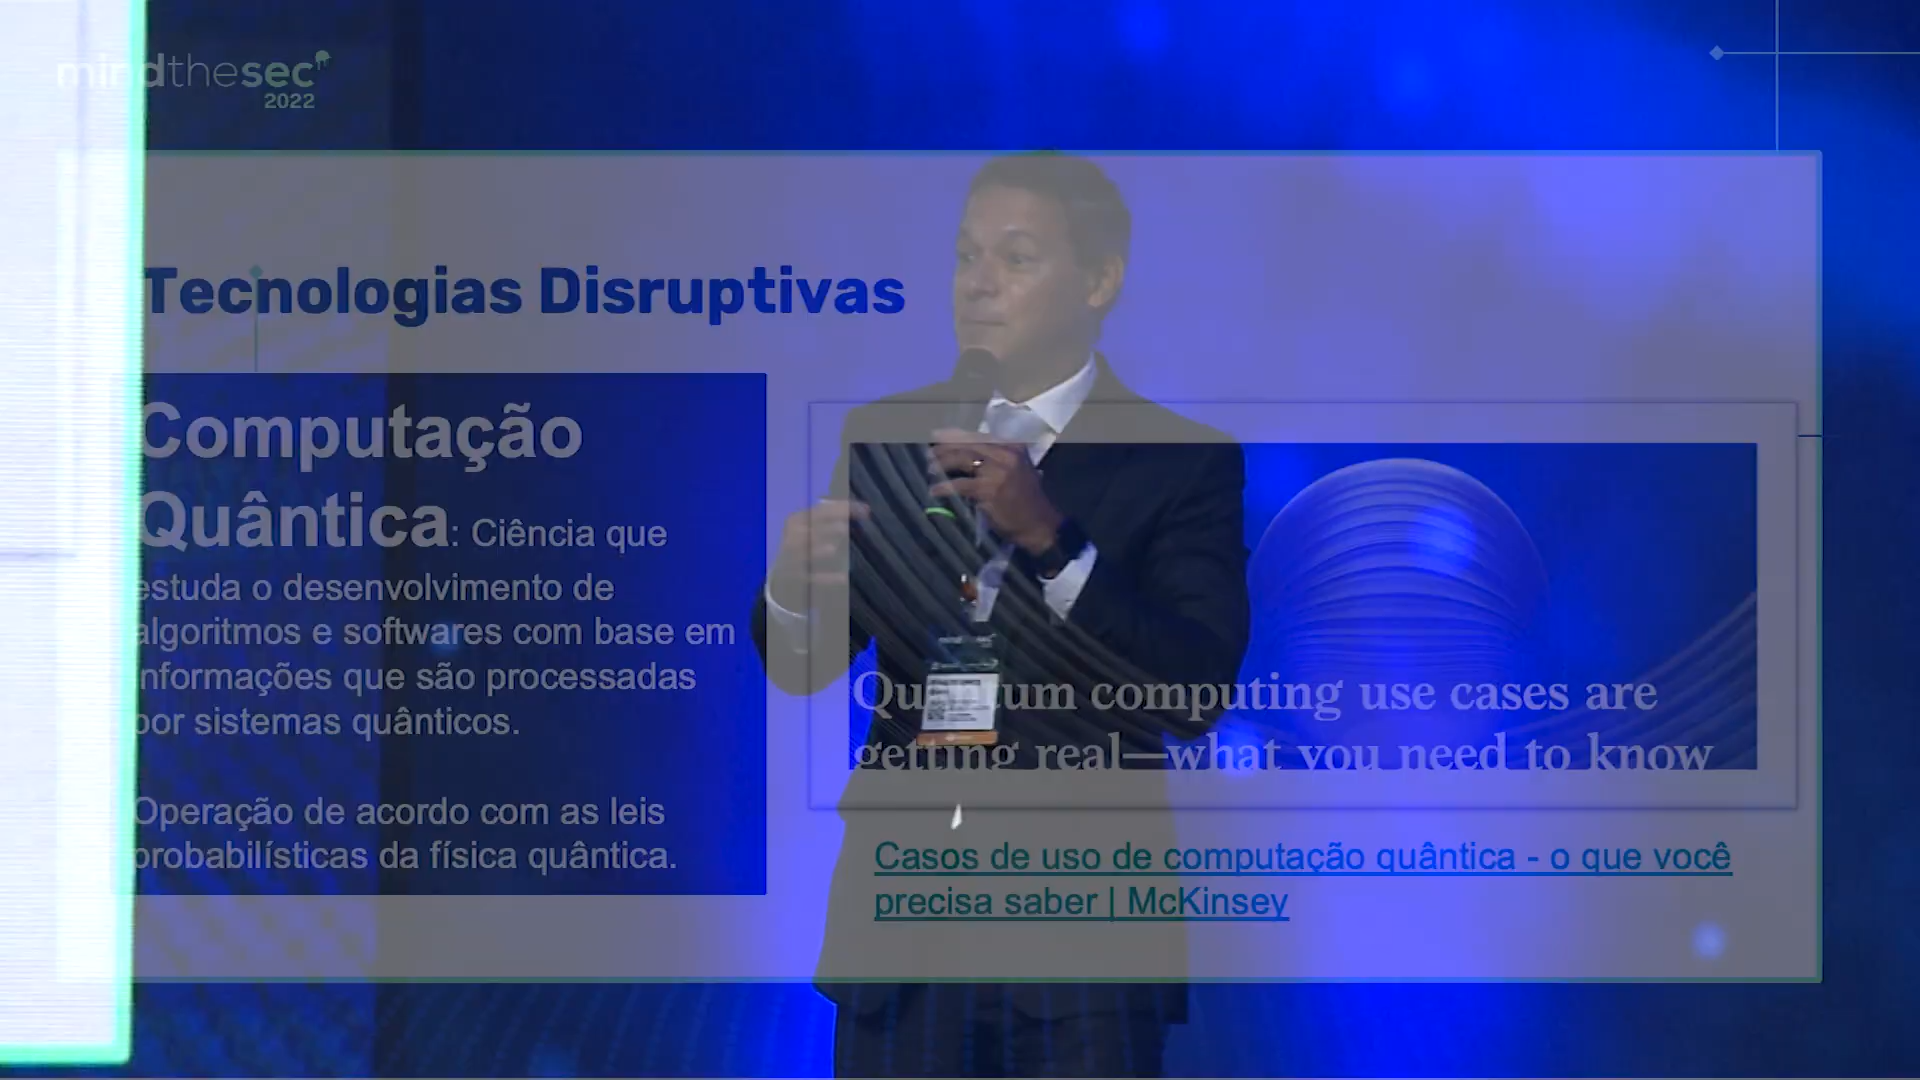 mindthesec
2022
Tecnologias Disruptivas
Computação
Quântica: Ciência que
estuda o desenvolvimento de
algoritmos e softwares com base em
informações que são processadas
por sistemas quânticos.
Operação de acordo com as leis
probabilísticas da física quântica.
Quantum computing use cases are
getting real—what you need to know
Casos de uso de computação quântica - o que você
precisa saber | McKinsey